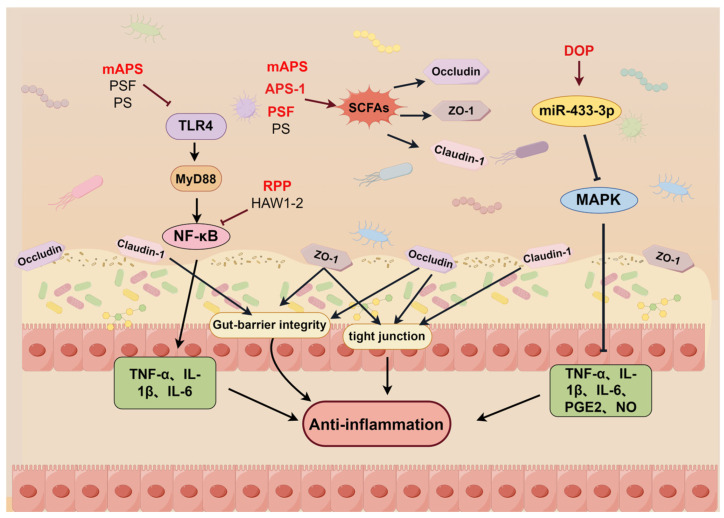 mAPS
PSF
PS
TLR4
MyD88
RPP
HAW1-2
NF-κB
mAPS
APS-1
PSF
PS
SCFAs
Occludin
ZO-1
Claudin-1
DOP
miR-433-3p
MAPK
Occludin
Claudin-1
ZO-1
Occludin
Claudin-1
ZO-1
Gut-barrier integrity
tight junction
TNF-α、IL-
1β、IL-6
Anti-inflammation
TNF-α、IL-
1β、IL-6、
PGE2、NO